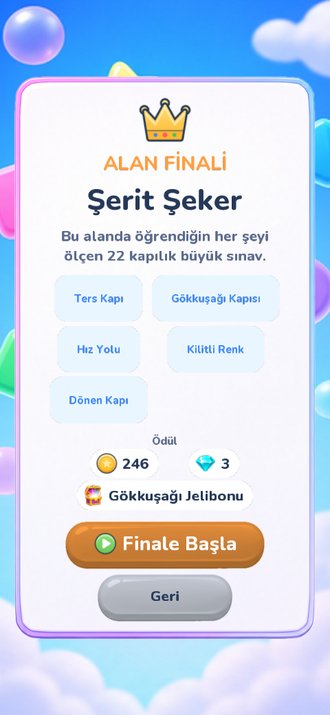 ALAN FİNALİ
Şerit Şeker
Bu alanda öğrendiğin her şeyi
ölçen 22 kapılık büyük sınav.
Ters Kapı
Gökkuşağı Kapısı
Hız Yolu
Kilitli Renk
Dönen Kapı
Ödül
246
3
Gökkuşağı Jelibonu
Finale Başla
Geri